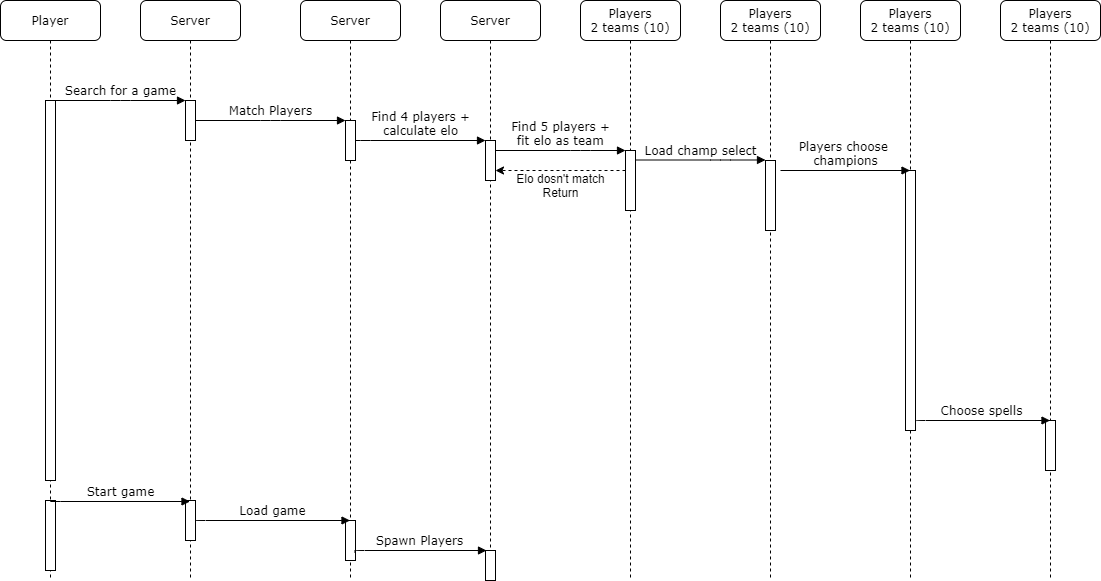 Player
Server
Server
Server
Players
2 teams (10)
Players
2 teams (10)
Players
2 teams (10)
Players
2 teams (10)
Search for a game
Match Players
Find 4 players +
calculate elo
Find 5 players +
fit elo as team
Load champ select
Players choose
champions
Elo dosn't match
Return
Choose spells
Start game
Load game
Spawn Players